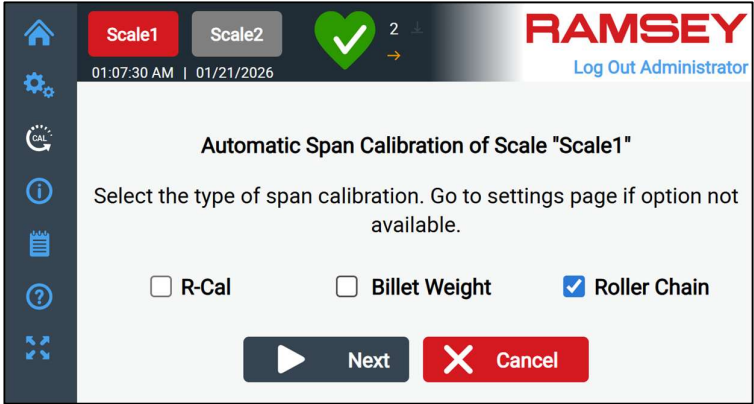 Scale1
Scale2
2
RAMSEY
01:07:30 AM | 01/21/2026
Log Out Administrator
CAL
Automatic Span Calibration of Scale "Scale1"
Select the type of span calibration. Go to settings page if option not
available.
R-Cal
Billet Weight
Roller Chain
Next
Cancel